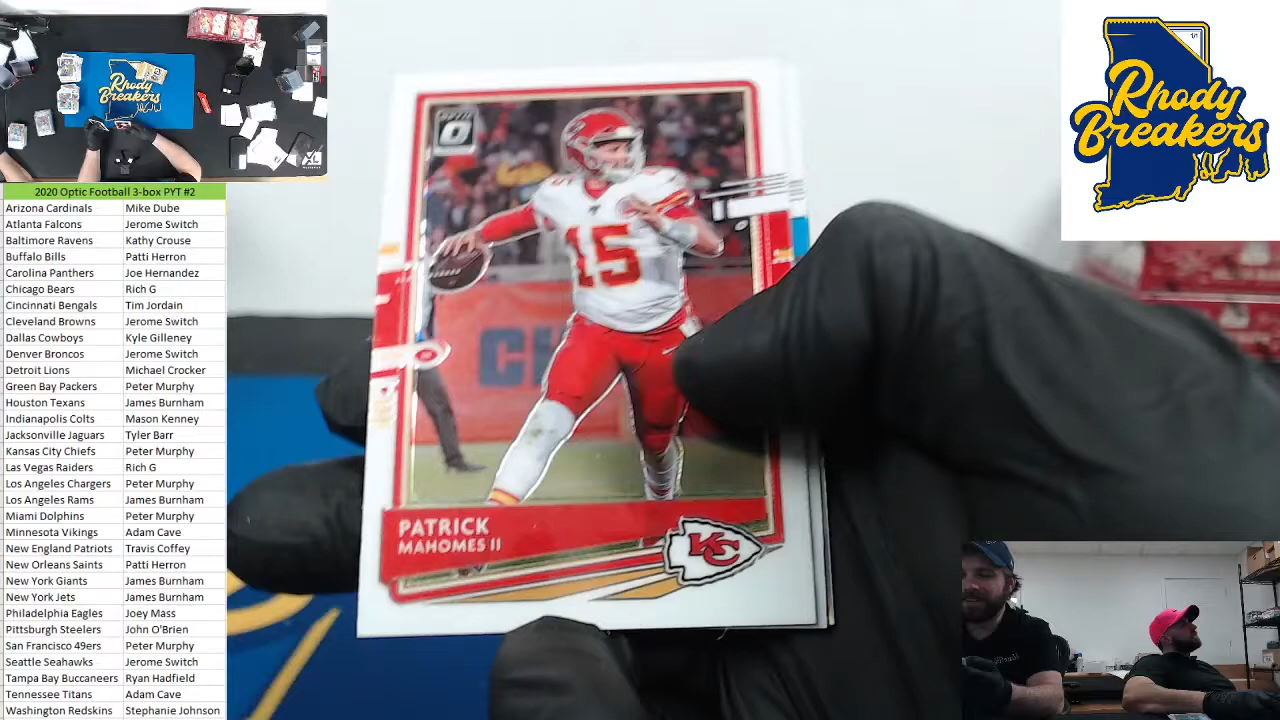 Rhody
Breakers
2020 Optic Football 3-box PYT #2
Arizona Cardinals Mike Dube
Atlanta Falcons Jerome Switch
Baltimore Ravens Kathy Crouse
Buffalo Bills Patti Herron
Carolina Panthers Joe Hernandez
Chicago Bears Rich G
Cincinnati Bengals Tim Jordain
Cleveland Browns Jerome Switch
Dallas Cowboys Kyle Gilleney
Denver Broncos Jerome Switch
Detroit Lions Michael Crocker
Green Bay Packers Peter Murphy
Houston Texans James Burnham
Indianapolis Colts Mason Kenney
Jacksonville Jaguars Tyler Barr
Kansas City Chiefs Peter Murphy
Las Vegas Raiders Rich G
Los Angeles Chargers Peter Murphy
Los Angeles Rams James Burnham
Miami Dolphins Peter Murphy
Minnesota Vikings Adam Cave
New England Patriots Travis Coffey
New Orleans Saints Patti Herron
New York Giants James Burnham
New York Jets James Burnham
Philadelphia Eagles Joey Mass
Pittsburgh Steelers John O'Brien
San Francisco 49ers Peter Murphy
Seattle Seahawks Jerome Switch
Tampa Bay Buccaneers Ryan Hadfield
Tennessee Titans Adam Cave
Washington Redskins Stephanie Johnson
XL
O
15
PATRICK
MAHOMES II
KC
1/1
Rhody
Breakers